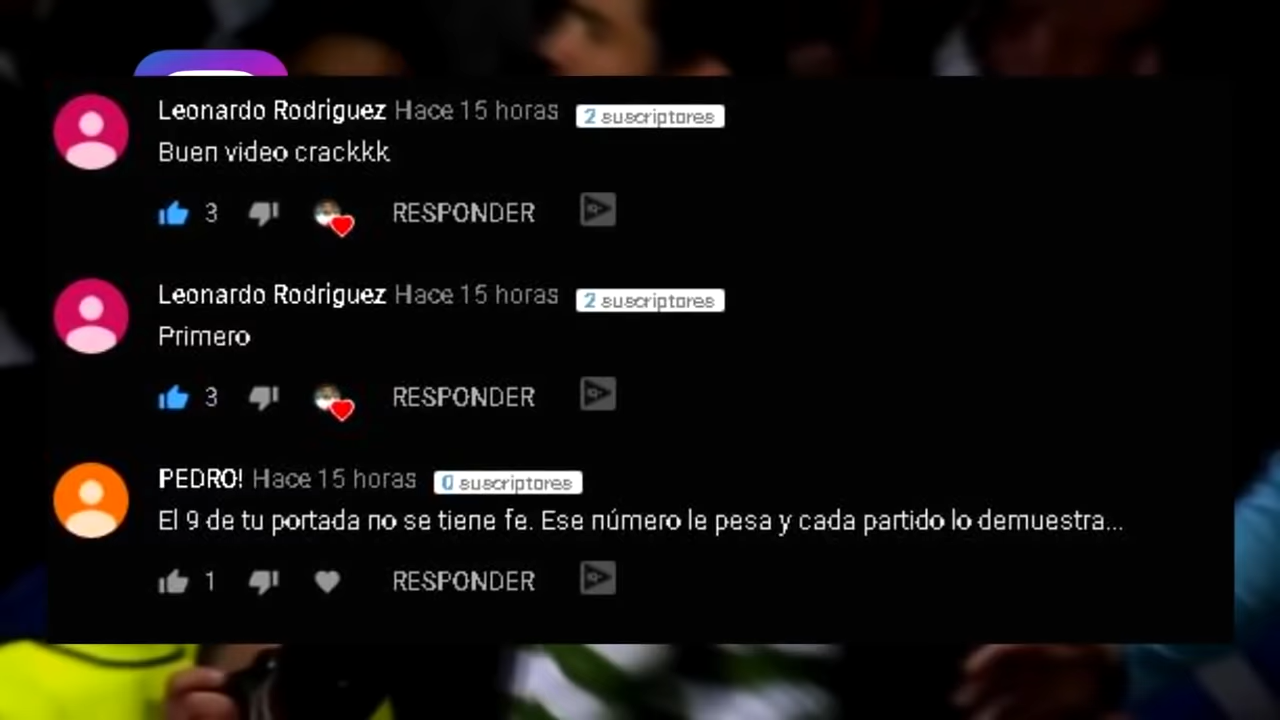 Leonardo Rodriguez Hace 15 horas 2 suscriptores
Buen video crackkk
3 RESPONDER
Leonardo Rodriguez Hace 15 horas 2 suscriptores
Primero
3 RESPONDER
PEDRO! Hace 15 horas 0 suscriptores
El 9 de tu portada no se tiene fe. Ese número le pesa y cada partido lo demuestra...
1 RESPONDER